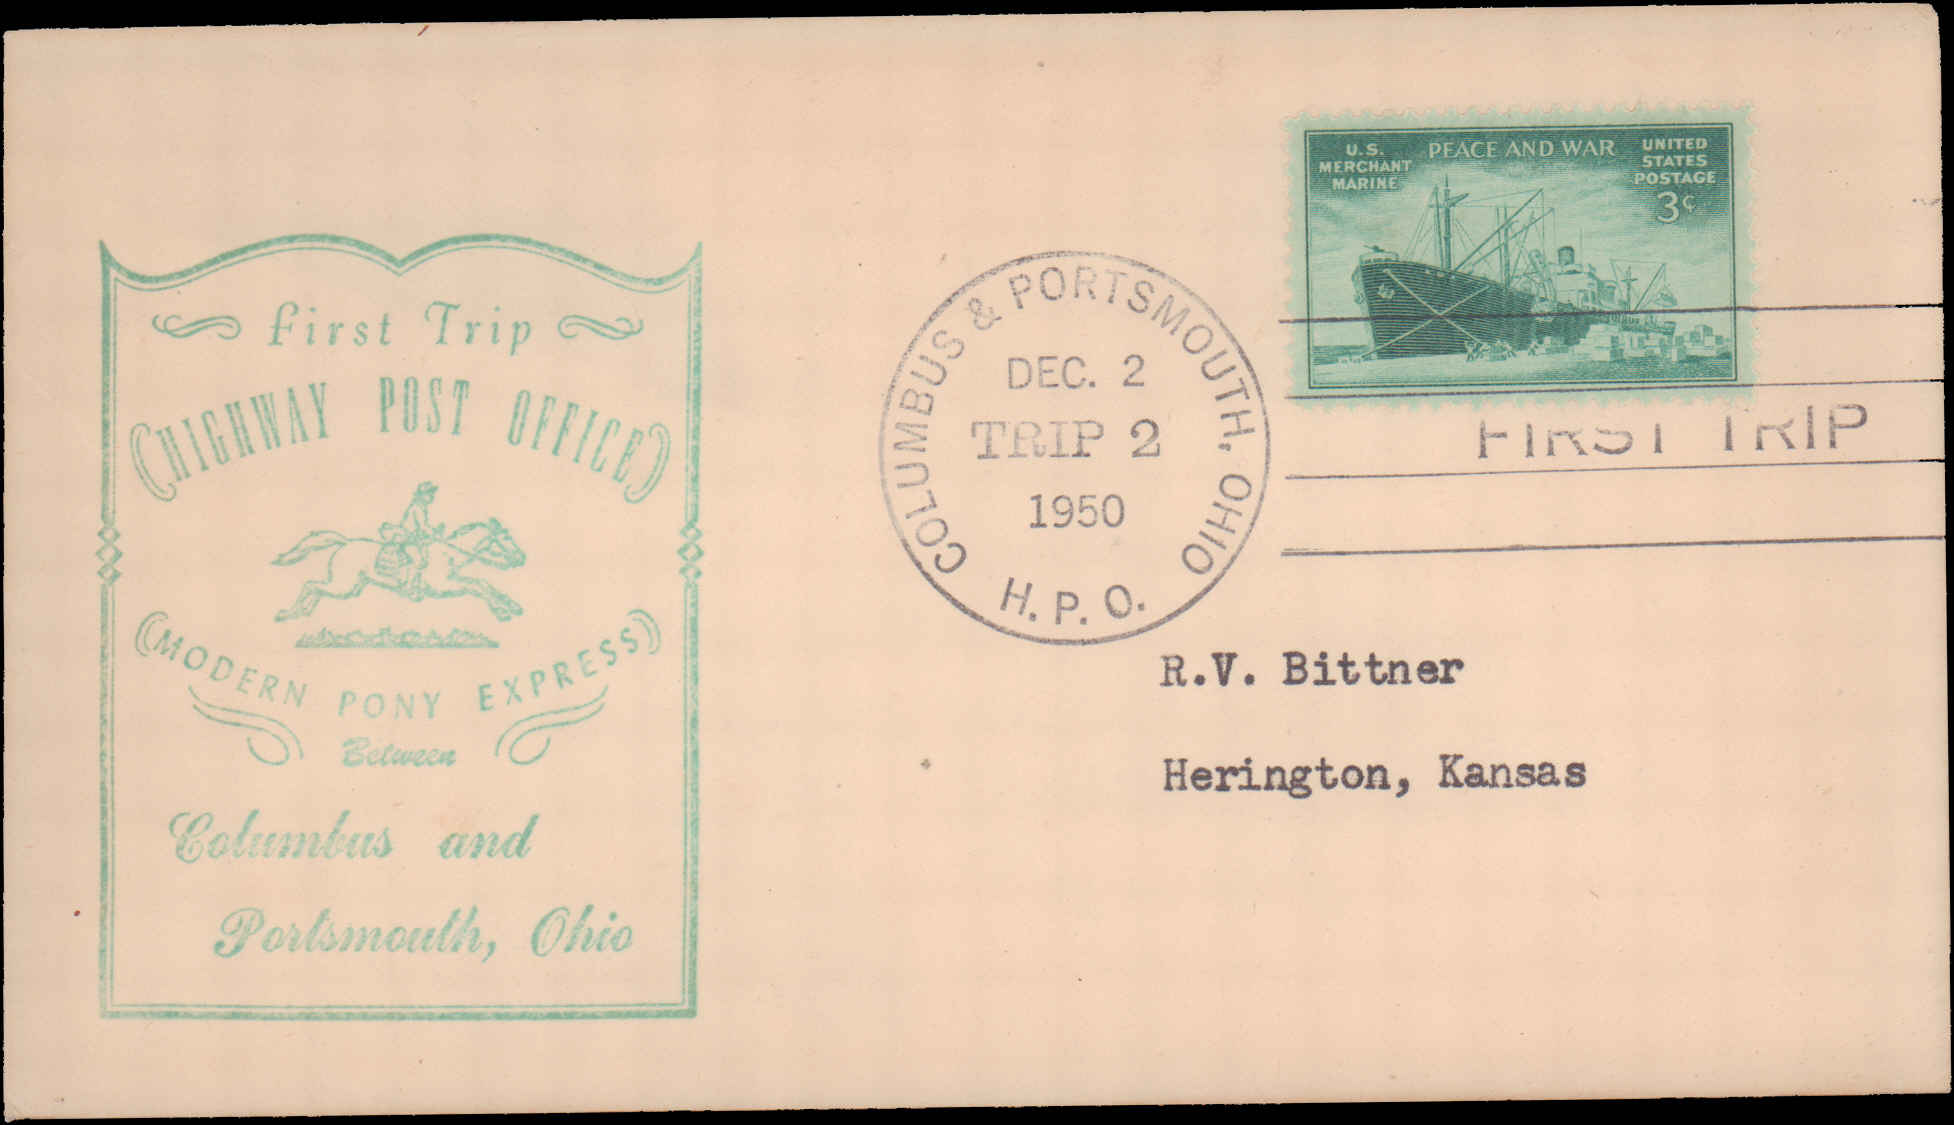 First Trip
HIGHWAY POST OFFICE
MODERN PONY EXPRESS
Between
Columbus and
Portsmouth, Ohio
COLUMBUS & PORTSMOUTH, OHIO
DEC. 2
TRIP 2
1950
H. P. O.
U.S.
MERCHANT
MARINE
PEACE AND WAR
UNITED
STATES
POSTAGE
3¢
FIRST TRIP
R.V. Bittner
Herington, Kansas